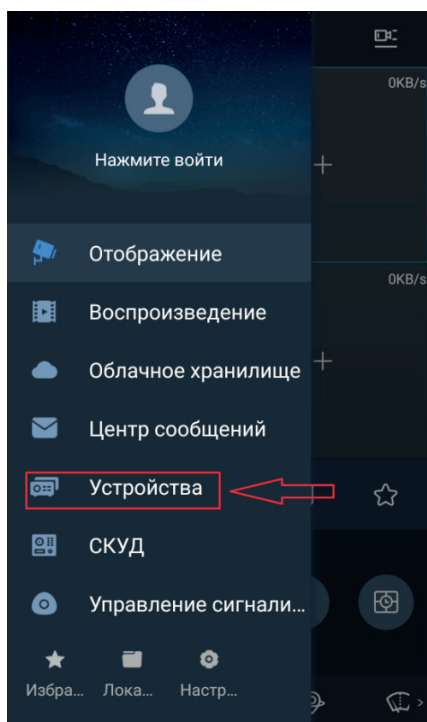 0KB/s
Нажмите войти
Отображение
0KB/s
Воспроизведение
Облачное хранилище
Центр сообщений
Устройства
СКУД
Управление сигнали...
Избра... Лока... Настр...